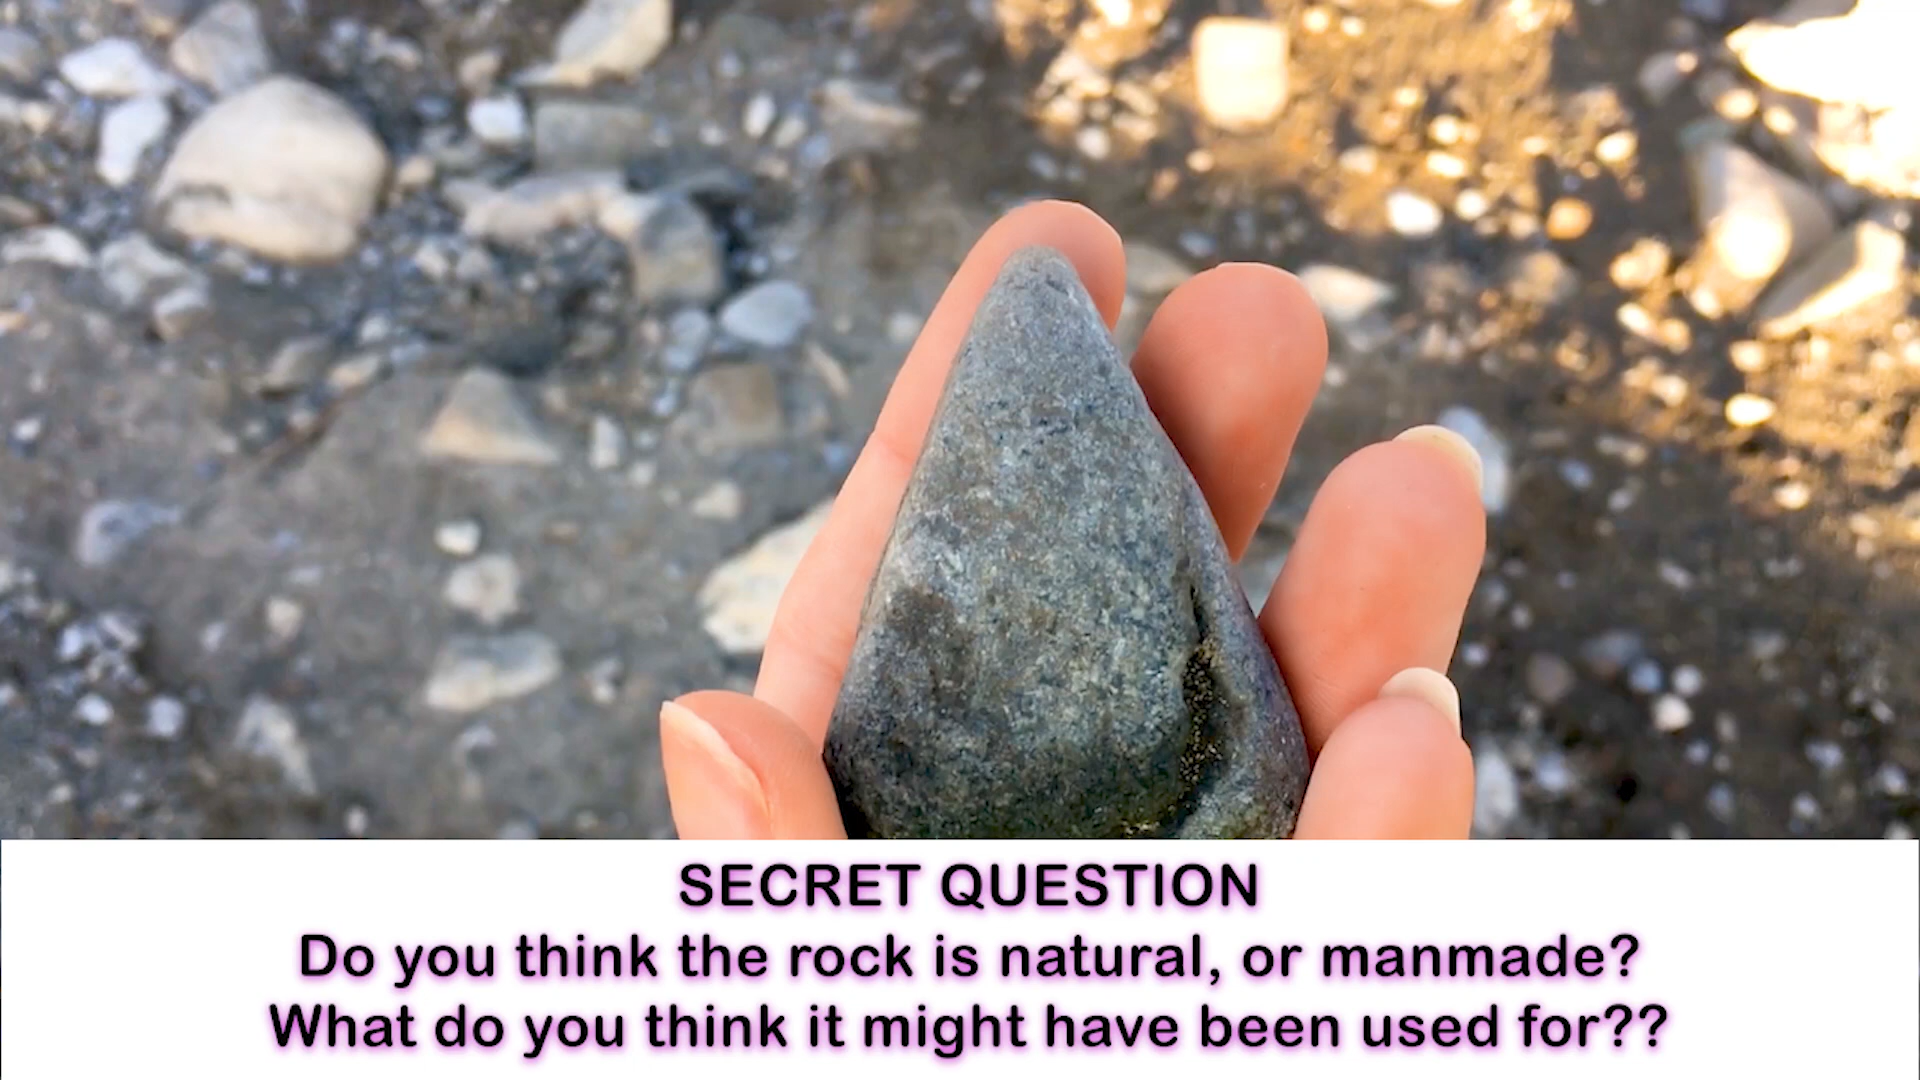 SECRET QUESTION
Do you think the rock is natural, or manmade?
What do you think it might have been used for??